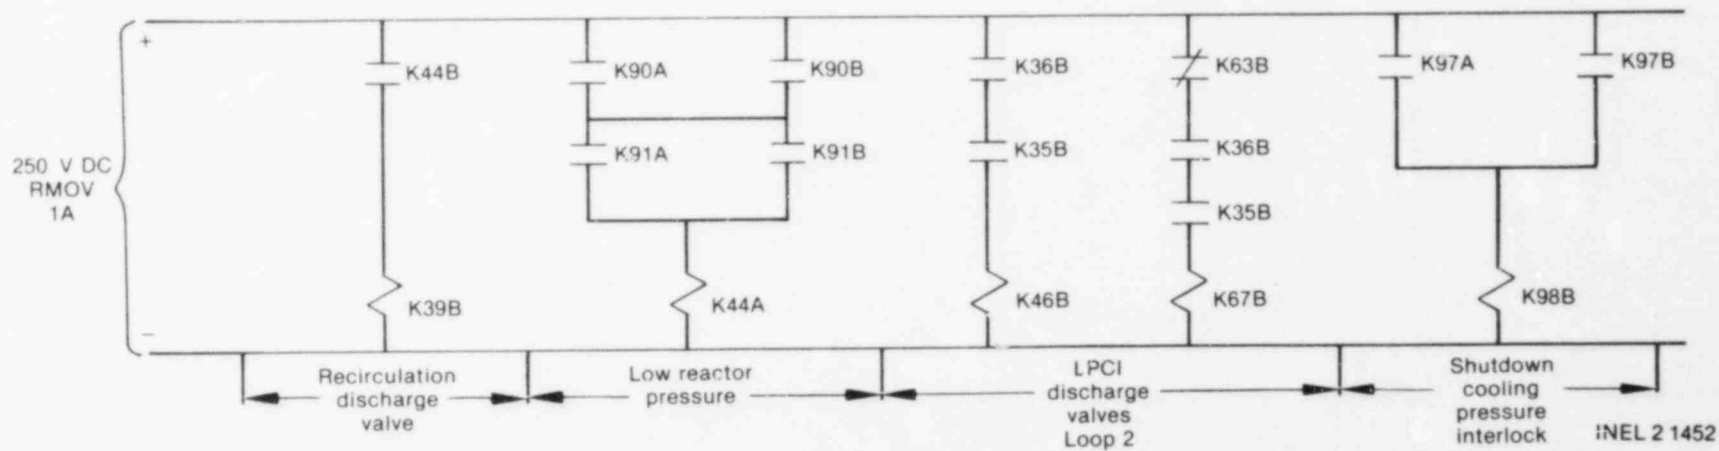 +
250 V DC
RMOV
1A
−
K44B
K39B
K90A
K90B
K91A
K91B
K44A
K36B
K35B
K46B
K63B
K36B
K35B
K67B
K97A
K97B
K98B
Recirculation
discharge
valve
Low reactor
pressure
LPCI
discharge
valves
Loop 2
Shutdown
cooling
pressure
interlock
INEL 2 1452